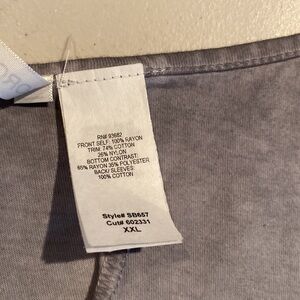 RN# 93682
FRONT SELF: 100% RAYON
TRIM: 74% COTTON
26% NYLON
BOTTOM CONTRAST:
65% RAYON 35% POLYESTER
BACK/ SLEEVES:
100% COTTON
Style# SB657
Cut# 602331
XXL